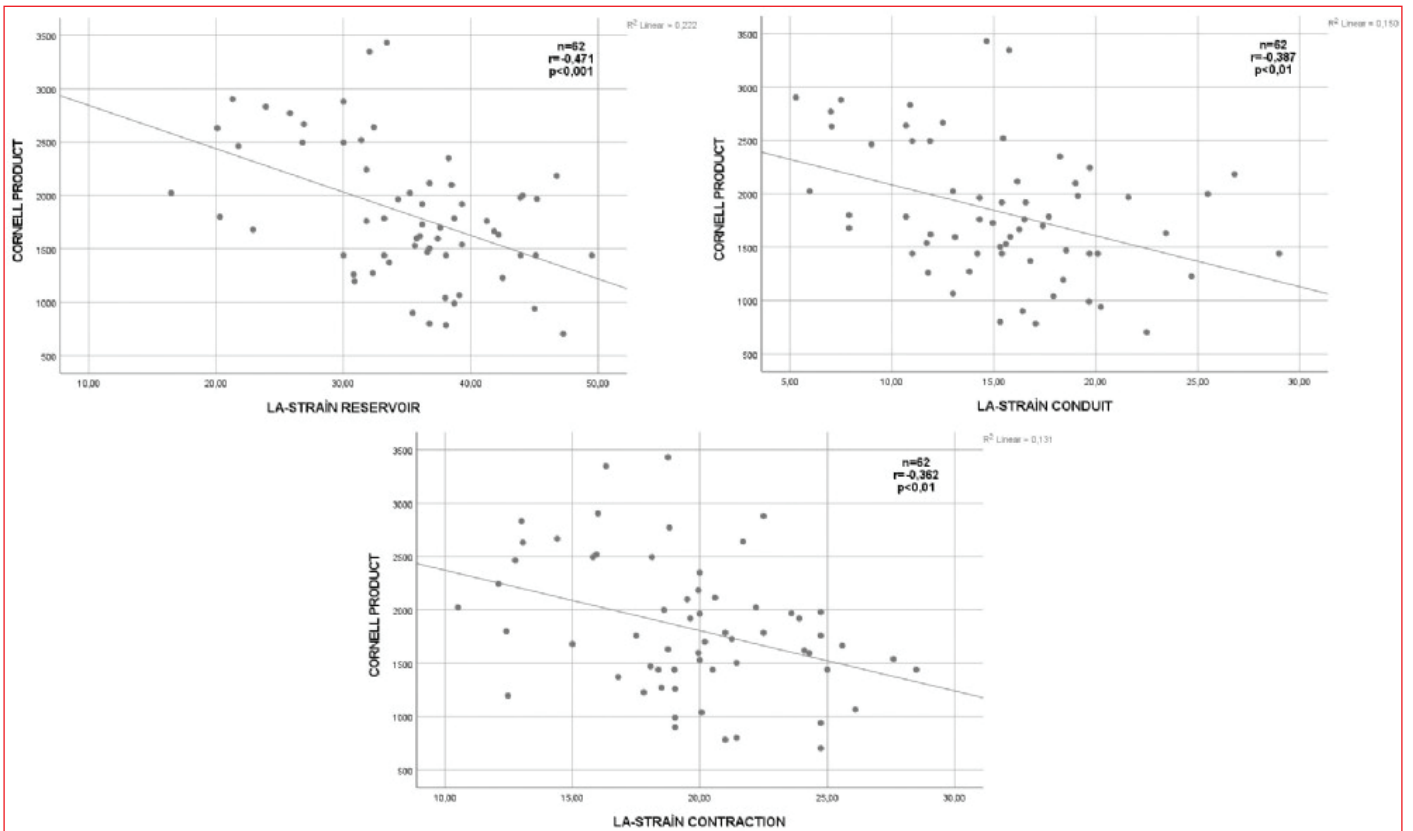 R² Linear = 0,222
n=62
r=-0,471
p<0,001
3500
3000
2500
2000
1500
1000
500
CORNELL PRODUCT
10,00 20,00 30,00 40,00 50,00
LA-STRAİN RESERVOIR
R² Linear = 0,150
n=62
r=-0,387
p<0,01
3500
3000
2500
2000
1500
1000
500
CORNELL PRODUCT
5,00 10,00 15,00 20,00 25,00 30,00
LA-STRAİN CONDUIT
R² Linear = 0,131
n=62
r=-0,362
p<0,01
3500
3000
2500
2000
1500
1000
500
CORNELL PRODUCT
10,00 15,00 20,00 25,00 30,00
LA-STRAİN CONTRACTION